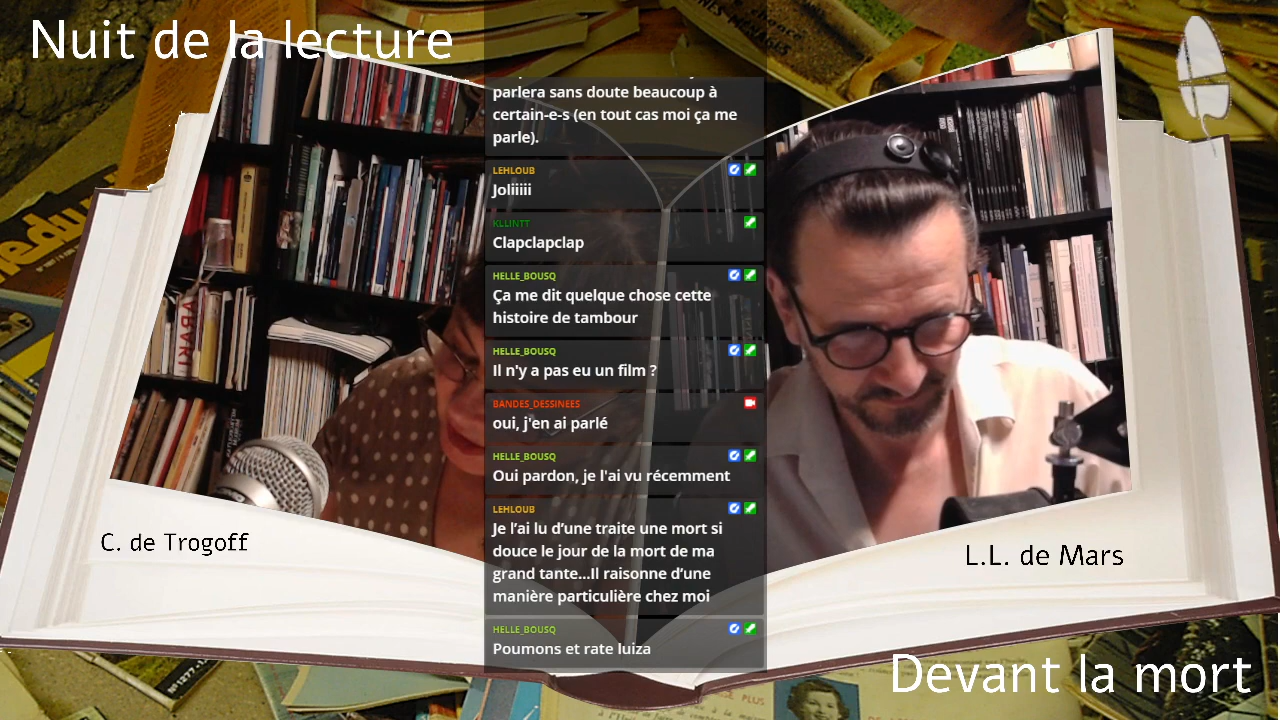 Nuit de la lecture
parlera sans doute beaucoup à
certain-e-s (en tout cas moi ça me
parle).
LEHLOUB
Joliiiii
KLLINTT
Clapclapclap
HELLE_BOUSQ
Ça me dit quelque chose cette
histoire de tambour
HELLE_BOUSQ
Il n'y a pas eu un film ?
BANDES_DESSINEES
oui, j'en ai parlé
HELLE_BOUSQ
Oui pardon, je l'ai vu récemment
LEHLOUB
Je l’ai lu d’une traite une mort si
douce le jour de la mort de ma
grand tante...Il raisonne d’une
manière particulière chez moi
HELLE_BOUSQ
Poumons et rate luiza
C. de Trogoff
L.L. de Mars
Devant la mort